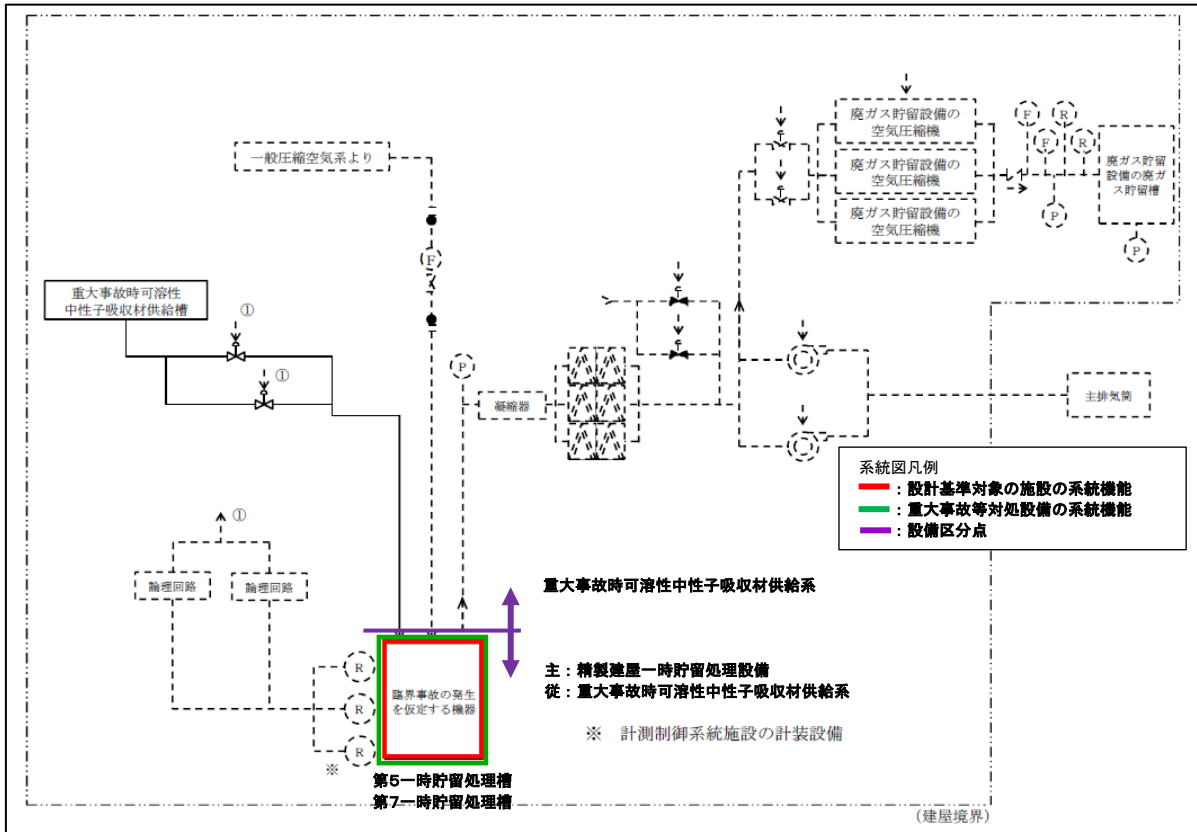 廃ガス貯留設備の
空気圧縮機
廃ガス貯留設備の
空気圧縮機
廃ガス貯留設備の
空気圧縮機
F
R
F
R
P
廃ガス貯留
設備の廃ガ
ス貯留槽
P
一般圧縮空気系より
F
重大事故時可溶性
中性子吸収材供給槽
①
①
P
凝縮器
主排気筒
系統図凡例
：設計基準対象の施設の系統機能
：重大事故等対処設備の系統機能
：設備区分点
①
論理回路
論理回路
重大事故時可溶性中性子吸収材供給系
主：精製建屋一時貯留処理設備
従：重大事故時可溶性中性子吸収材供給系
R
R
R
臨界事故の発生
を仮定する機器
※
※　計測制御系統施設の計装設備
第5一時貯留処理槽
第7一時貯留処理槽
(建屋境界)